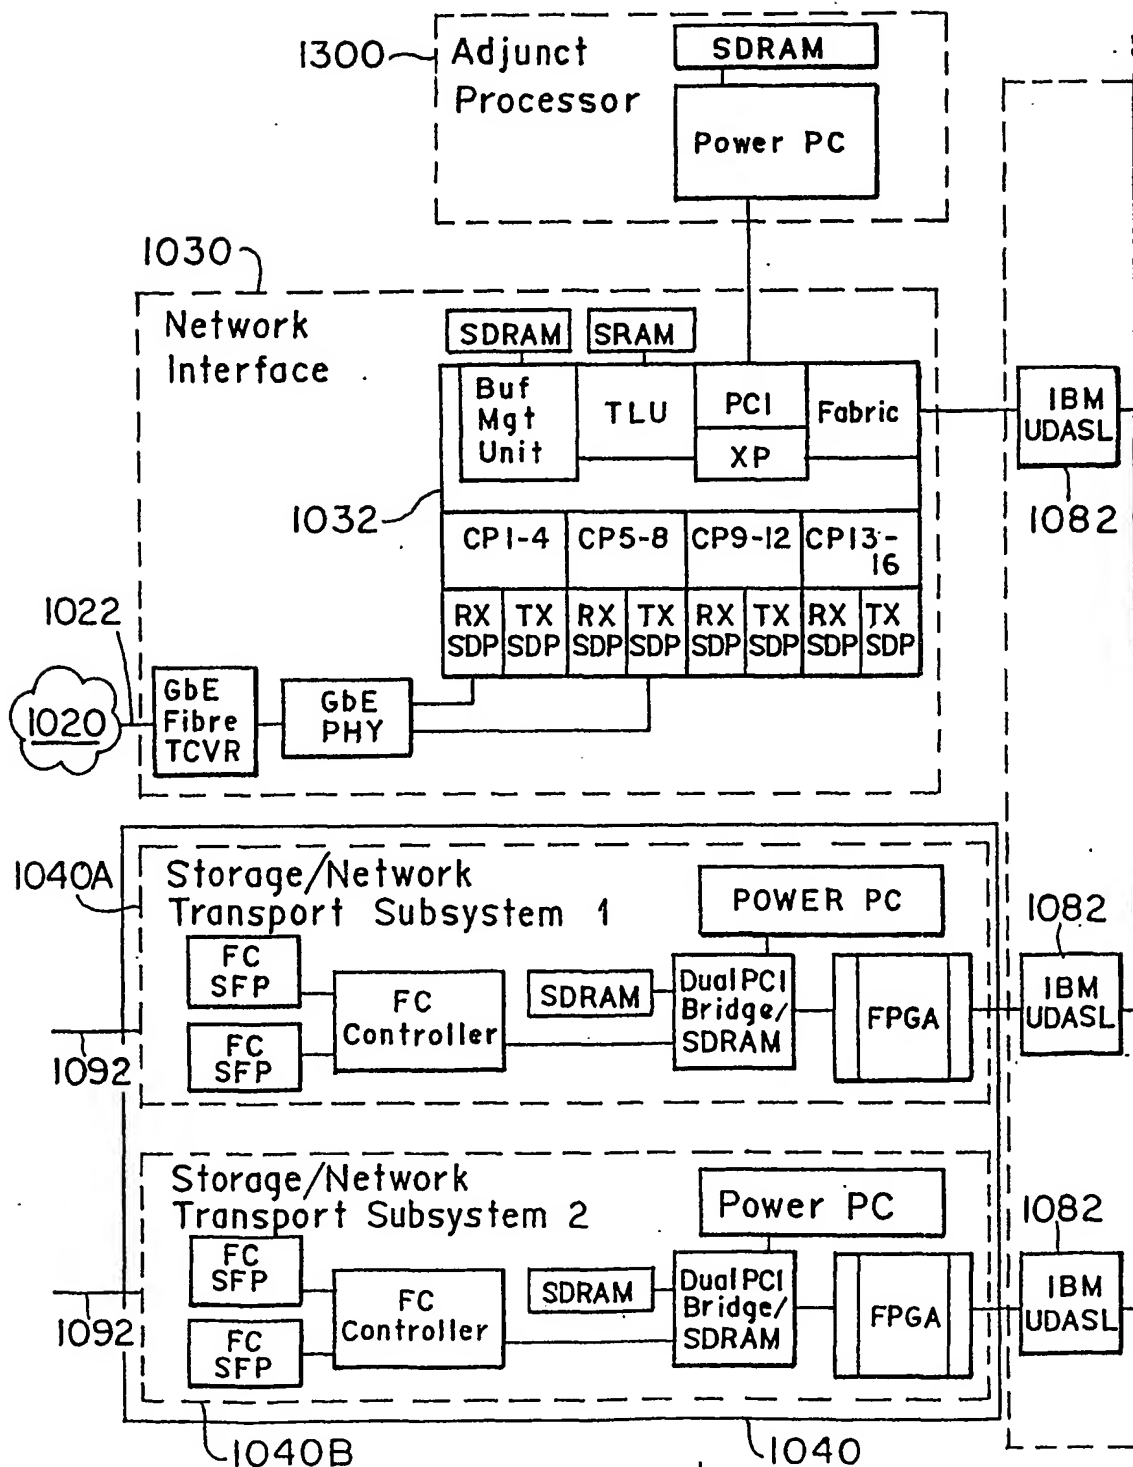 1300
Adjunct
Processor
SDRAM
Power PC
1030
Network
Interface
SDRAM
SRAM
Buf
Mgt
Unit
TLU
PCI
XP
Fabric
IBM
UDASL
1082
1032
CP1-4
CP5-8
CP9-12
CP13-
16
RX
SDP
TX
SDP
RX
SDP
TX
SDP
RX
SDP
TX
SDP
RX
SDP
TX
SDP
1022
1020
GbE
Fibre
TCVR
GbE
PHY
1040A
Storage/Network
Transport Subsystem 1
POWER PC
1082
FC
SFP
FC
SFP
FC
Controller
SDRAM
Dual PCI
Bridge/
SDRAM
FPGA
IBM
UDASL
1092
Storage/Network
Transport Subsystem 2
Power PC
1082
FC
SFP
FC
SFP
FC
Controller
SDRAM
Dual PCI
Bridge/
SDRAM
FPGA
IBM
UDASL
1092
1040B
1040